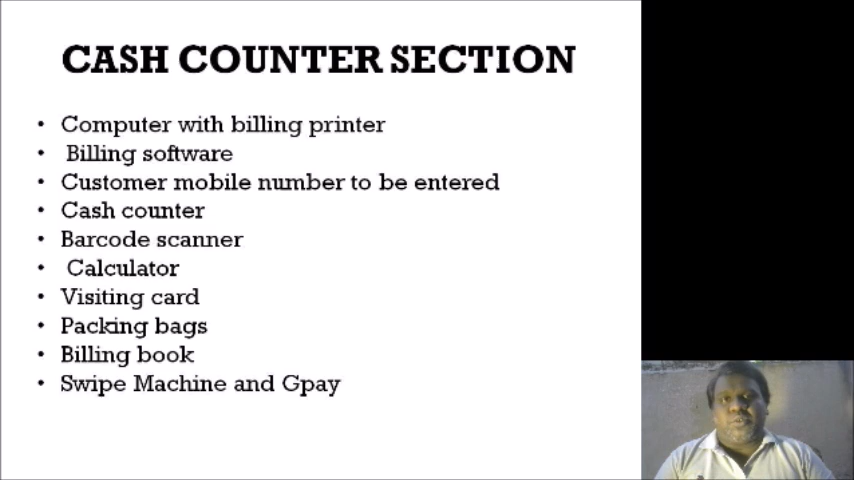 CASH COUNTER SECTION
• Computer with billing printer
• Billing software
• Customer mobile number to be entered
• Cash counter
• Barcode scanner
• Calculator
• Visiting card
• Packing bags
• Billing book
• Swipe Machine and Gpay